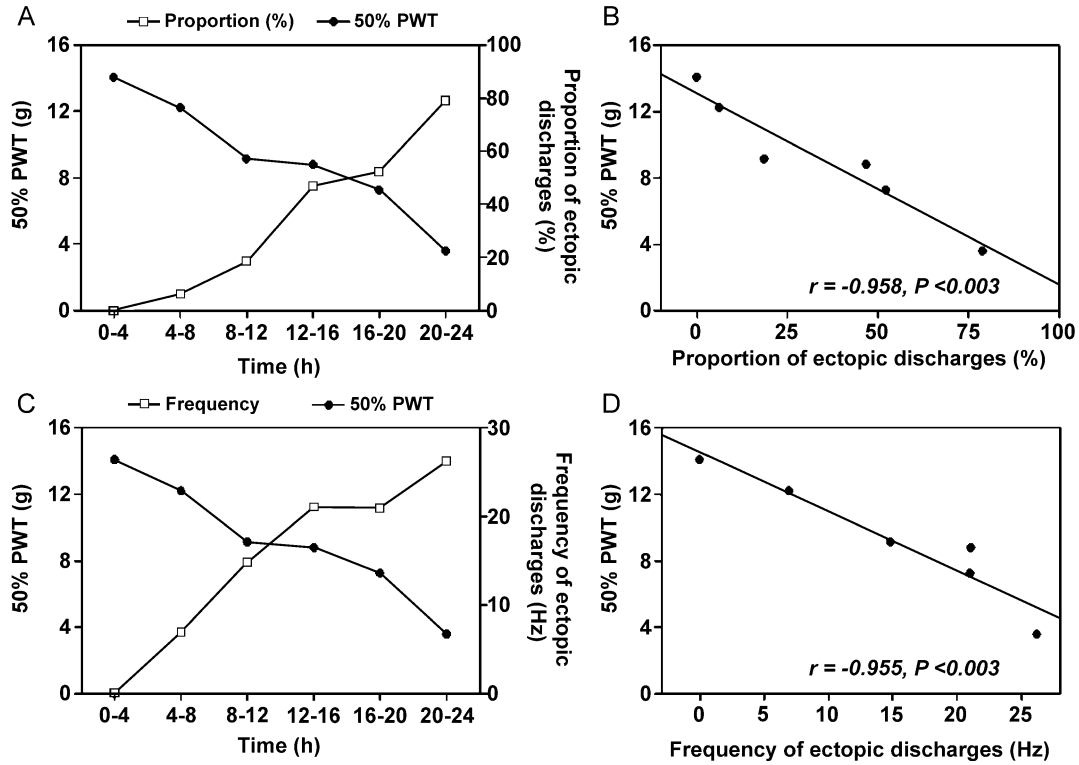 A
Proportion (%) 50% PWT
16
12
8
4
0
50% PWT (g)
100
80
60
40
20
0
Proportion of ectopic
discharges
(%)
0-4 4-8 8-12 12-16 16-20 20-24
Time (h)
B
16
12
8
4
0
50% PWT (g)
r = -0.958, P <0.003
0 25 50 75 100
Proportion of ectopic discharges (%)
C
Frequency 50% PWT
16
12
8
4
0
50% PWT (g)
30
20
10
0
Frequency of ectopic
discharges (Hz)
0-4 4-8 8-12 12-16 16-20 20-24
Time (h)
D
16
12
8
4
0
50% PWT (g)
r = -0.955, P <0.003
0 5 10 15 20 25
Frequency of ectopic discharges (Hz)